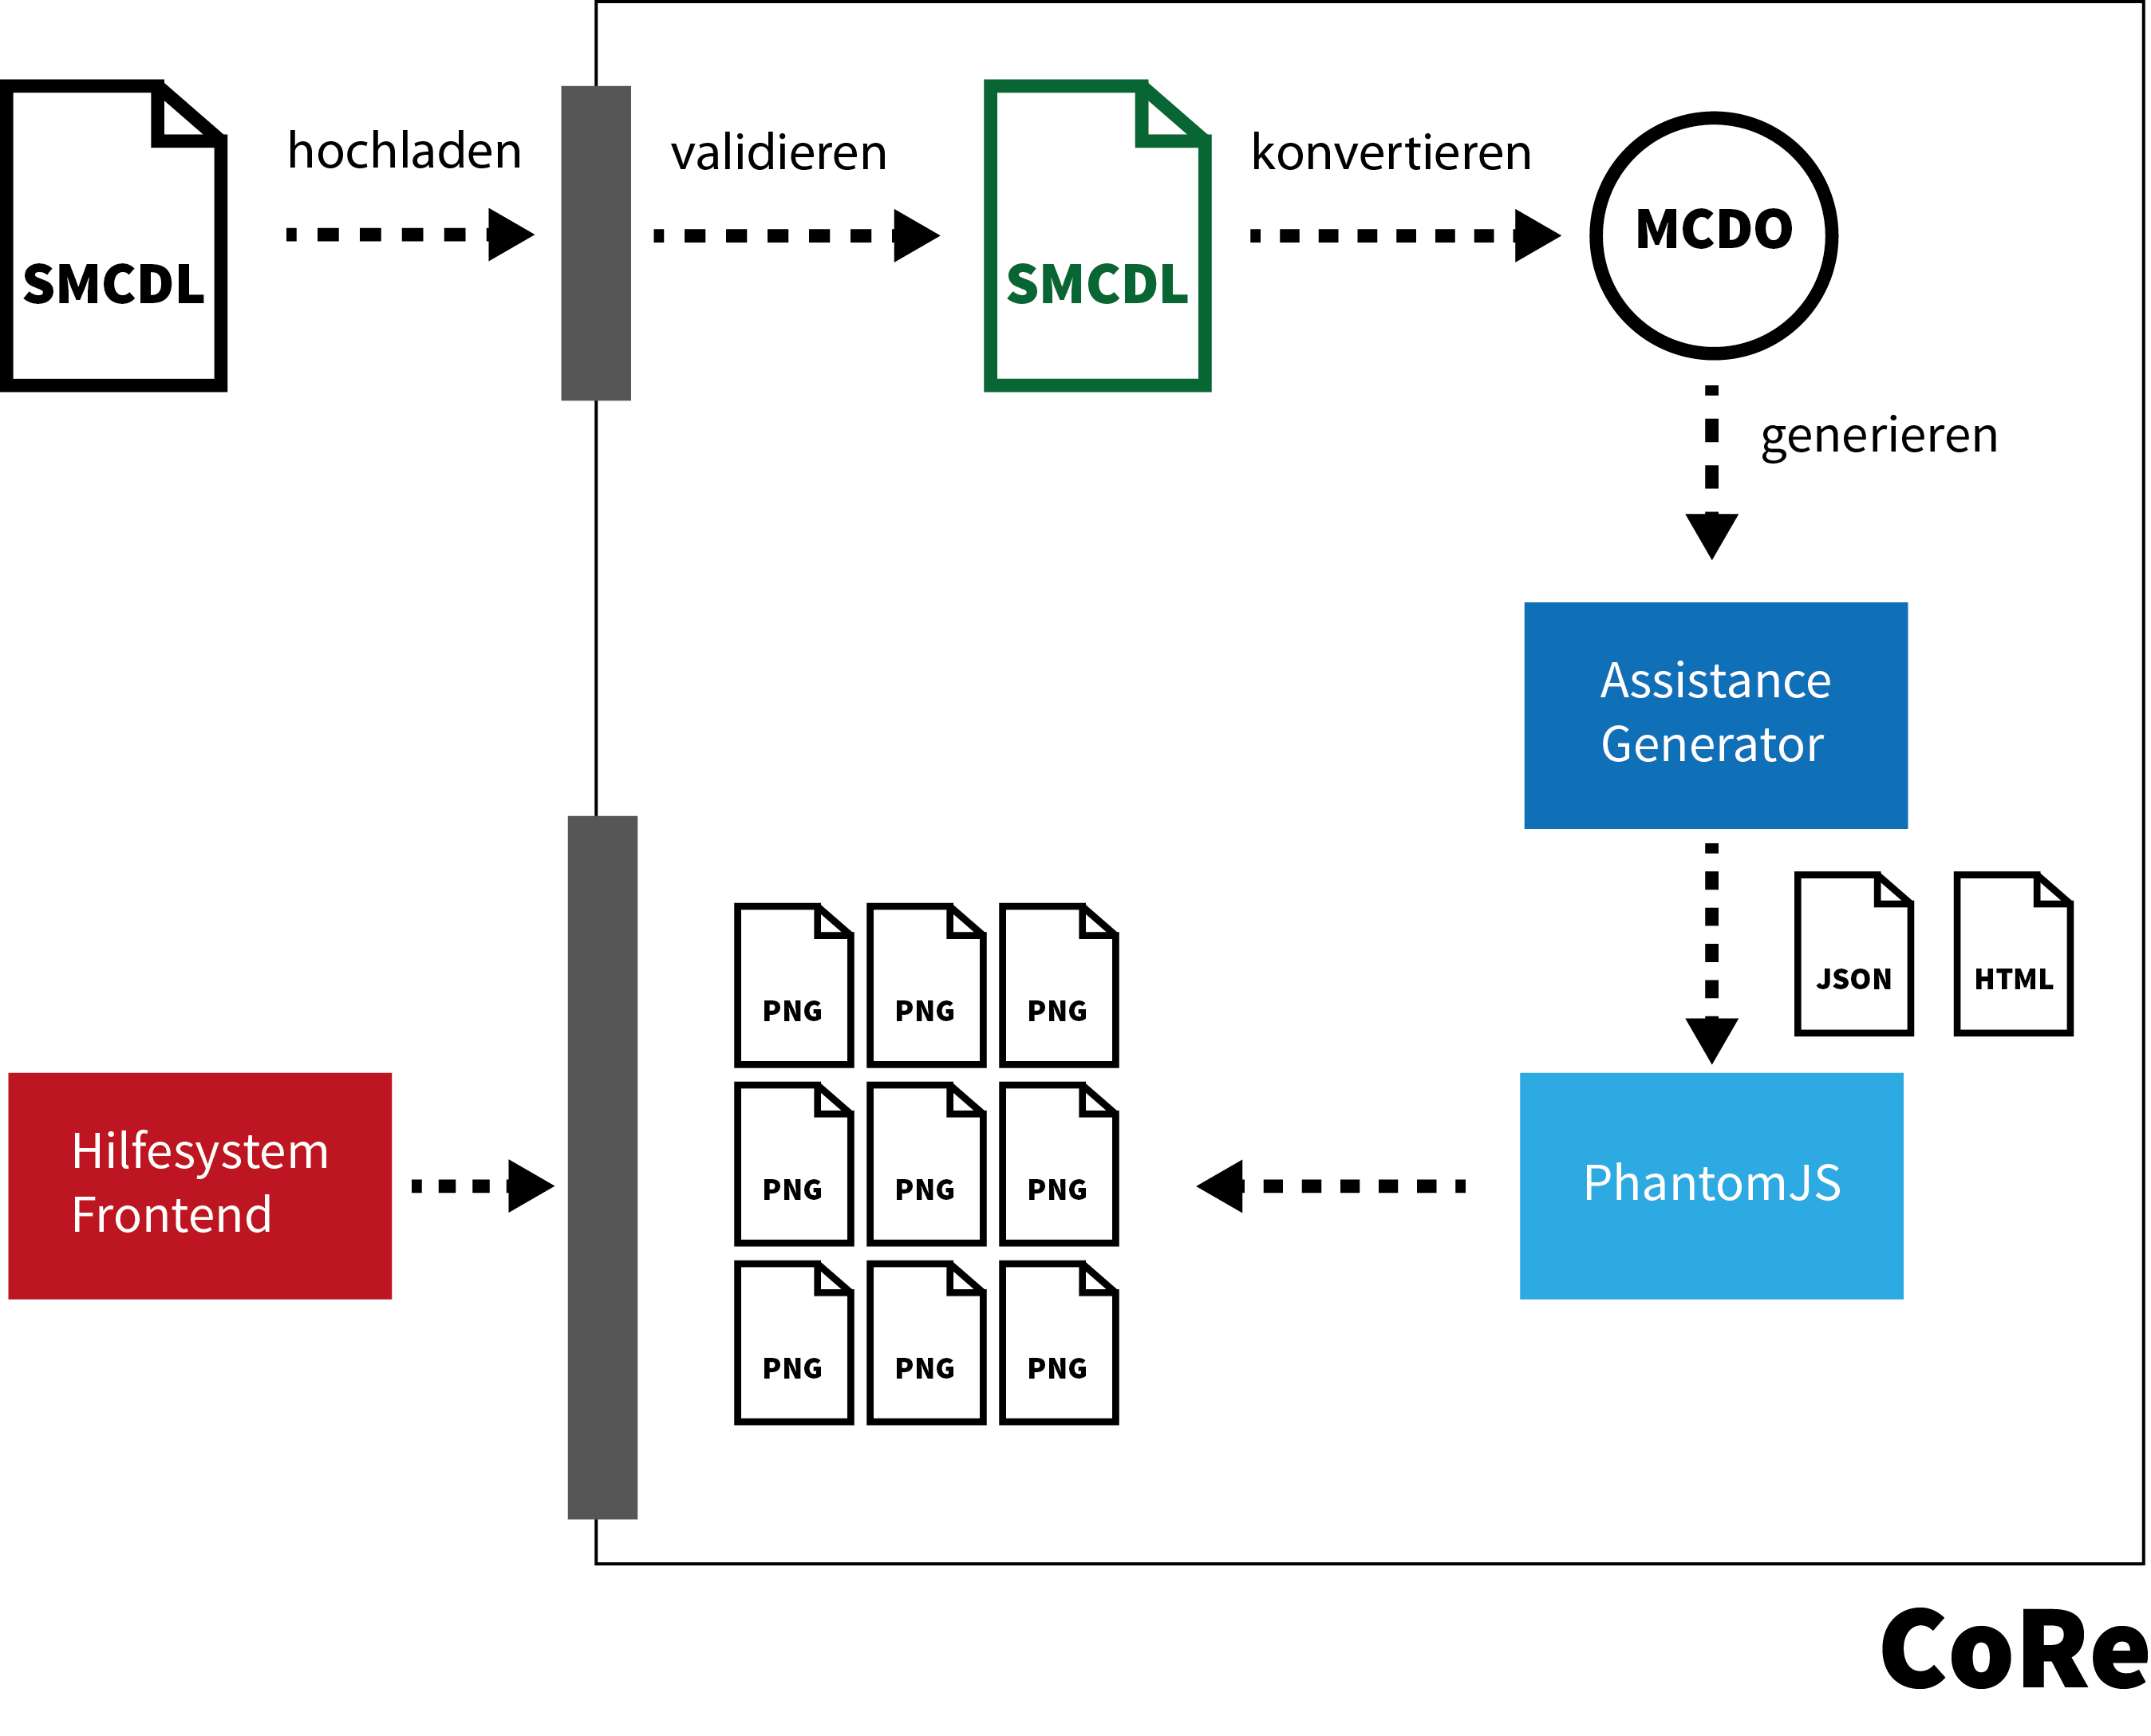 SMCDL
hochladen
validieren
SMCDL
konvertieren
MCDO
generieren
Assistance
Generator
JSON
HTML
PhantomJS
PNG
PNG
PNG
PNG
PNG
PNG
PNG
PNG
PNG
Hilfesystem
Frontend
CoRe